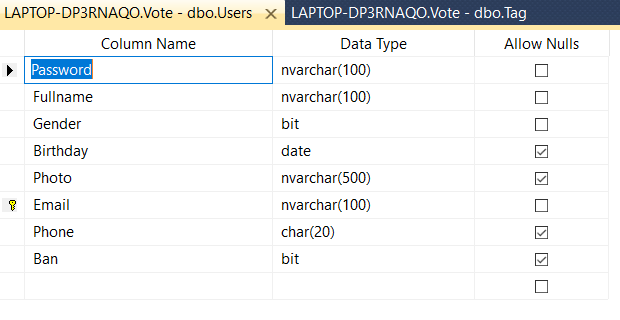 LAPTOP-DP3RNAQO.Vote - dbo.Users LAPTOP-DP3RNAQO.Vote - dbo.Tag
Column Name Data Type Allow Nulls
Password nvarchar(100)
Fullname nvarchar(100)
Gender bit
Birthday date
Photo nvarchar(500)
Email nvarchar(100)
Phone char(20)
Ban bit